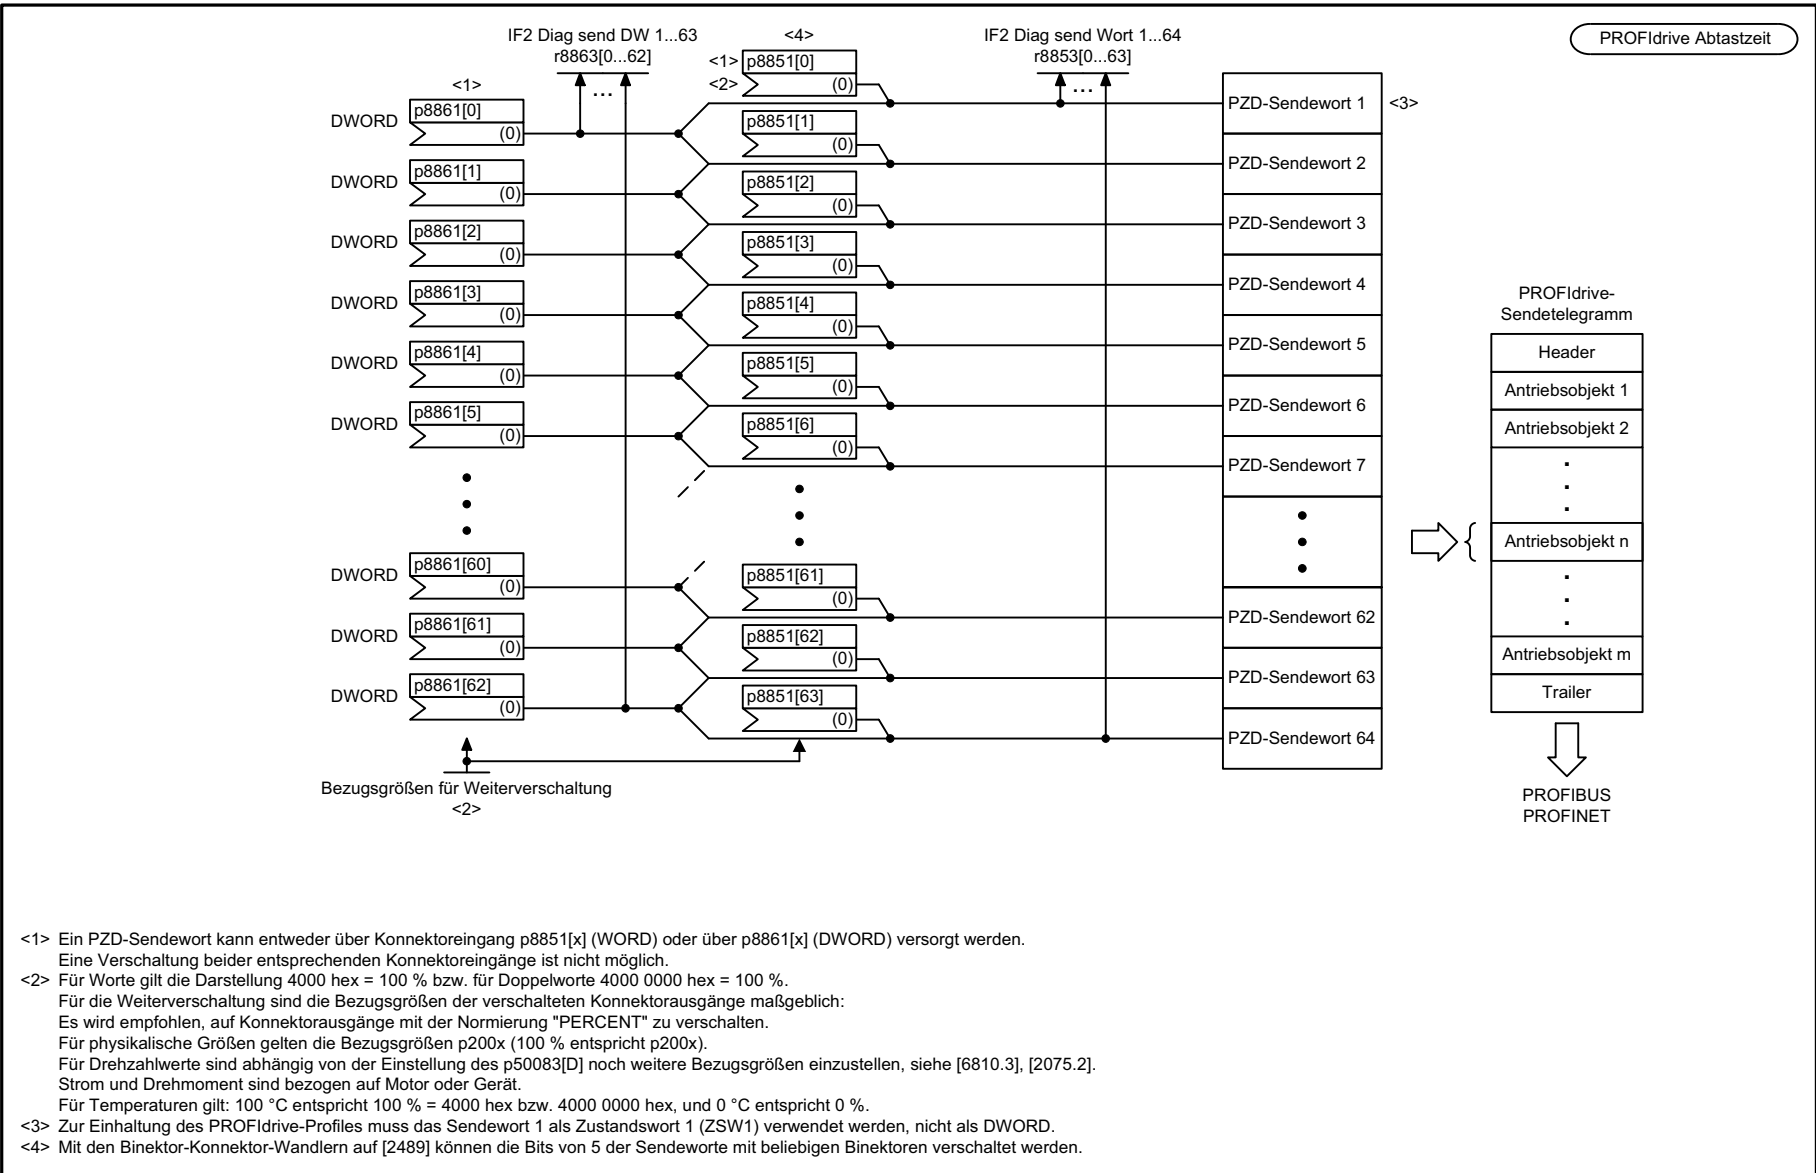 IF2 Diag send DW 1...63
r8863[0...62]
<4>
IF2 Diag send Wort 1...64
r8853[0...63]
PROFIdrive Abtastzeit
<1>
...
<1> p8851[0]
<2> (0)
...
DWORD p8861[0]
(0)
PZD-Sendewort 1 <3>
p8851[1]
(0)
PZD-Sendewort 2
DWORD p8861[1]
(0)
p8851[2]
(0)
PZD-Sendewort 3
DWORD p8861[2]
(0)
p8851[3]
(0)
PZD-Sendewort 4
DWORD p8861[3]
(0)
p8851[4]
(0)
PZD-Sendewort 5
DWORD p8861[4]
(0)
p8851[5]
(0)
PZD-Sendewort 6
DWORD p8861[5]
(0)
p8851[6]
(0)
PZD-Sendewort 7
DWORD p8861[60]
(0)
p8851[61]
(0)
PZD-Sendewort 62
DWORD p8861[61]
(0)
p8851[62]
(0)
PZD-Sendewort 63
DWORD p8861[62]
(0)
p8851[63]
(0)
PZD-Sendewort 64
Bezugsgrößen für Weiterverschaltung
<2>
PROFIdrive-
Sendetelegramm
Header
Antriebsobjekt 1
Antriebsobjekt 2
Antriebsobjekt n
Antriebsobjekt m
Trailer
PROFIBUS
PROFINET
<1> Ein PZD-Sendewort kann entweder über Konnektoreingang p8851[x] (WORD) oder über p8861[x] (DWORD) versorgt werden.
Eine Verschaltung beider entsprechenden Konnektoreingänge ist nicht möglich.
<2> Für Worte gilt die Darstellung 4000 hex = 100 % bzw. für Doppelworte 4000 0000 hex = 100 %.
Für die Weiterverschaltung sind die Bezugsgrößen der verschalteten Konnektorausgänge maßgeblich:
Es wird empfohlen, auf Konnektorausgänge mit der Normierung "PERCENT" zu verschalten.
Für physikalische Größen gelten die Bezugsgrößen p200x (100 % entspricht p200x).
Für Drehzahlwerte sind abhängig von der Einstellung des p50083[D] noch weitere Bezugsgrößen einzustellen, siehe [6810.3], [2075.2].
Strom und Drehmoment sind bezogen auf Motor oder Gerät.
Für Temperaturen gilt: 100 °C entspricht 100 % = 4000 hex bzw. 4000 0000 hex, und 0 °C entspricht 0 %.
<3> Zur Einhaltung des PROFIdrive-Profiles muss das Sendewort 1 als Zustandswort 1 (ZSW1) verwendet werden, nicht als DWORD.
<4> Mit den Binektor-Konnektor-Wandlern auf [2489] können die Bits von 5 der Sendeworte mit beliebigen Binektoren verschaltet werden.